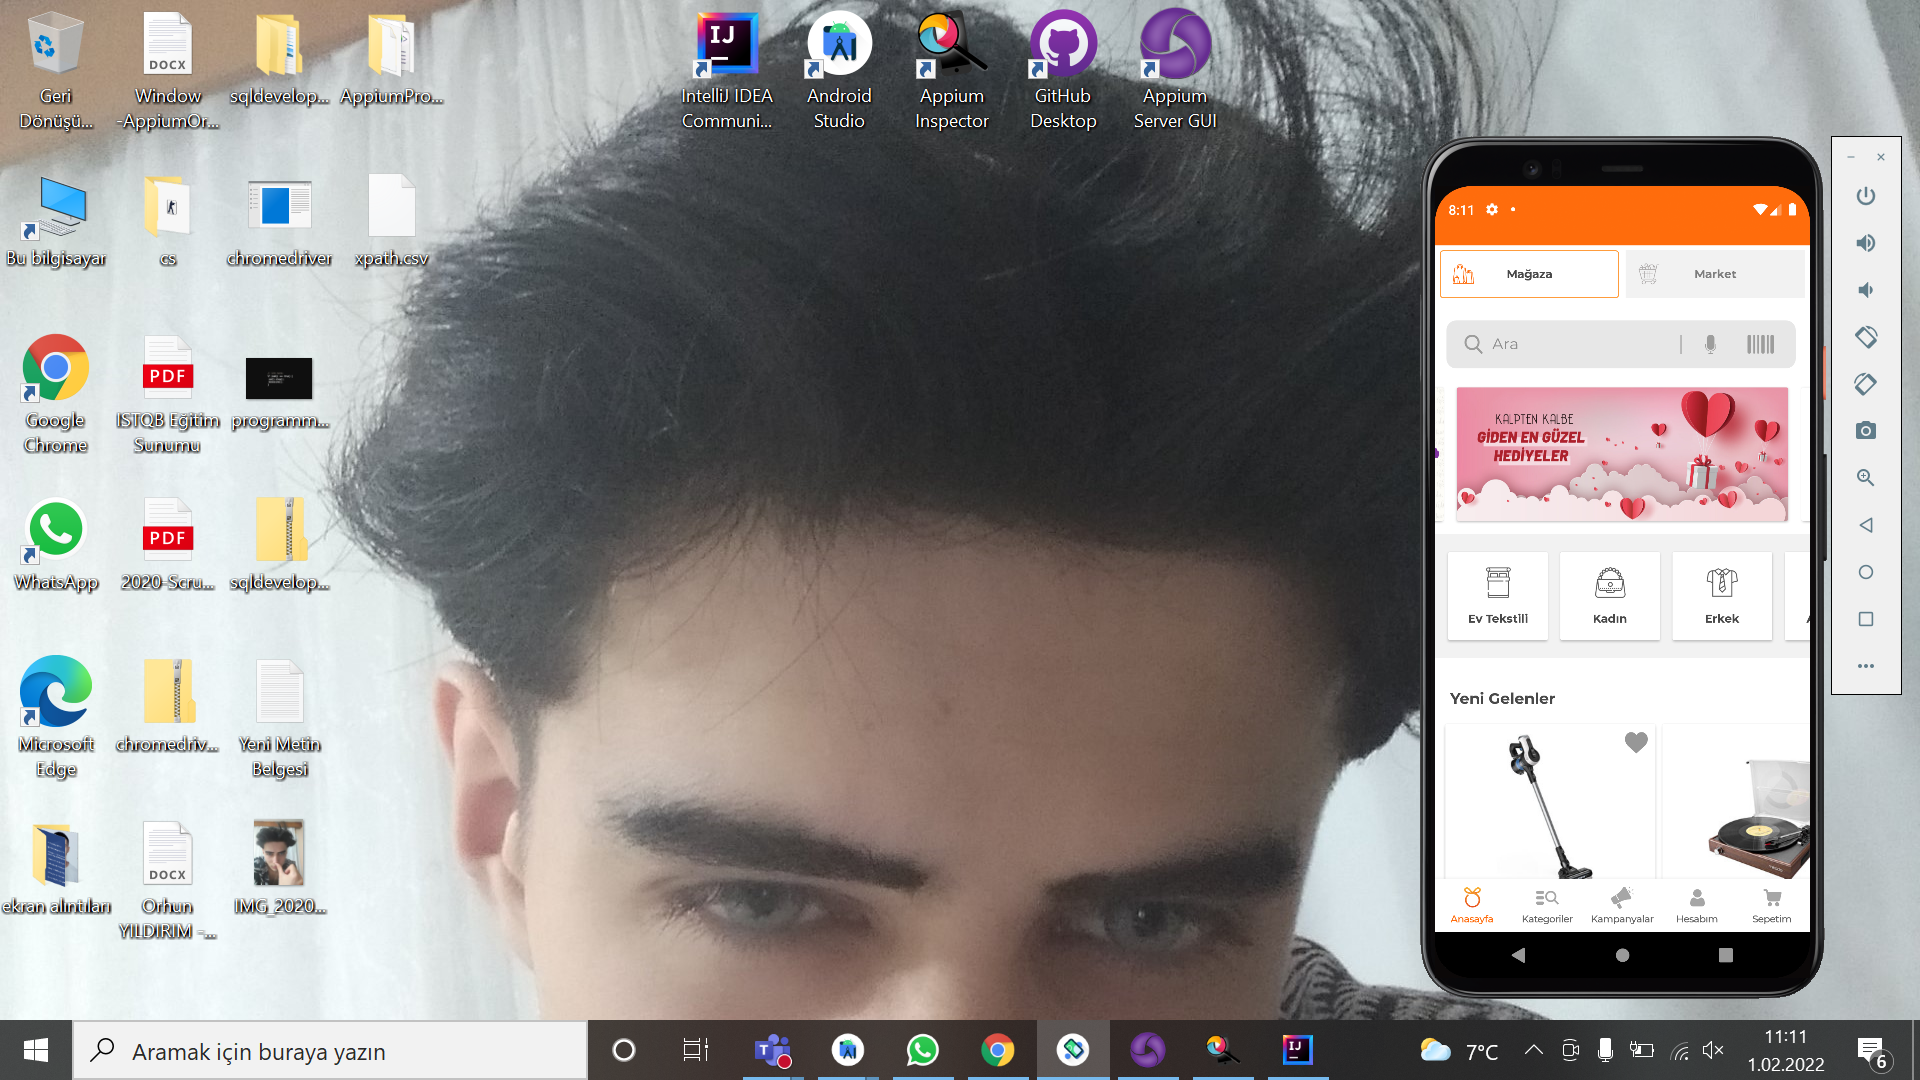 Geri
Dönüşü...
DOCX
Window
-AppiumOr...
sqldevelop...
AppiumPro...
IJ
IntelliJ IDEA
Communi...
Android
Studio
Appium
Inspector
GitHub
Desktop
Appium
Server GUI
Bu bilgisayar
cs
chromedriver
xpath.csv
Google
Chrome
PDF
ISTQB Eğitim
Sunumu
programm...
WhatsApp
PDF
2020-Scru...
sqldevelop...
Microsoft
Edge
chromedriv...
Yeni Metin
Belgesi
ekran alıntıları
DOCX
Orhun
YILDIRIM -...
IMG_2020...
8:11
Mağaza
Market
Ara
KALPTEN KALBE
GİDEN EN GÜZEL
HEDİYELER
Ev Tekstili
Kadın
Erkek
Yeni Gelenler
Anasayfa
Kategoriler
Kampanyalar
Hesabım
Sepetim
Aramak için buraya yazın
IJ
7°C
11:11
1.02.2022
6